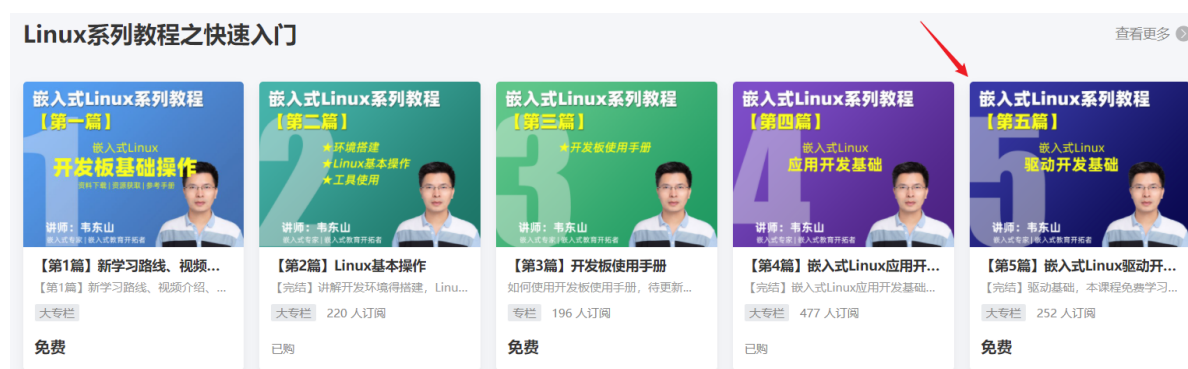 Linux系列教程之快速入门
查看更多
嵌入式Linux系列教程
【第一篇】
嵌入式Linux
开发板基础操作
资料下载|资源获取|参考手册
讲师：韦东山
嵌入式专家|嵌入式教育开拓者
【第1篇】新学习路线、视频...
【第1篇】新学习路线、视频介绍、...
大专栏
免费
嵌入式Linux系列教程
【第二篇】
★环境搭建
★Linux基本操作
★工具使用
讲师：韦东山
嵌入式专家|嵌入式教育开拓者
【第2篇】Linux基本操作
【完结】讲解开发环境得搭建，Linu...
大专栏 220 人订阅
已购
嵌入式Linux系列教程
【第三篇】
★开发板使用手册
讲师：韦东山
嵌入式专家|嵌入式教育开拓者
【第3篇】开发板使用手册
如何使用开发板使用手册，待更新...
专栏 196 人订阅
免费
嵌入式Linux系列教程
【第四篇】
嵌入式Linux
应用开发基础
讲师：韦东山
嵌入式专家|嵌入式教育开拓者
【第4篇】嵌入式Linux应用开...
【完结】嵌入式Linux应用开发基础...
大专栏 477 人订阅
已购
嵌入式Linux系列教程
【第五篇】
嵌入式Linux
驱动开发基础
讲师：韦东山
嵌入式专家|嵌入式教育开拓者
【第5篇】嵌入式Linux驱动开...
【完结】驱动基础，本课程免费学习...
大专栏 252 人订阅
免费